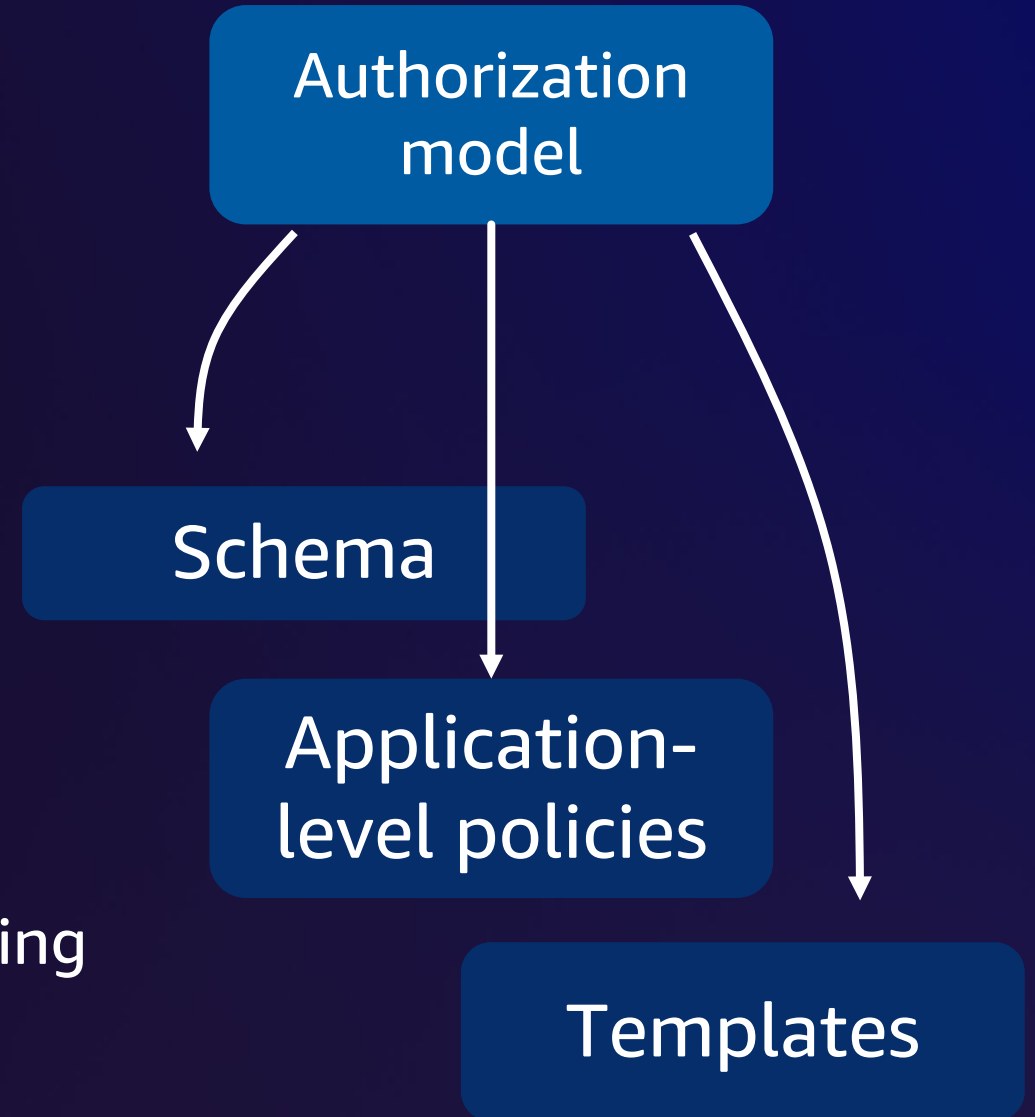 Authorization
model
Schema
Application-
level policies
ing
Templates